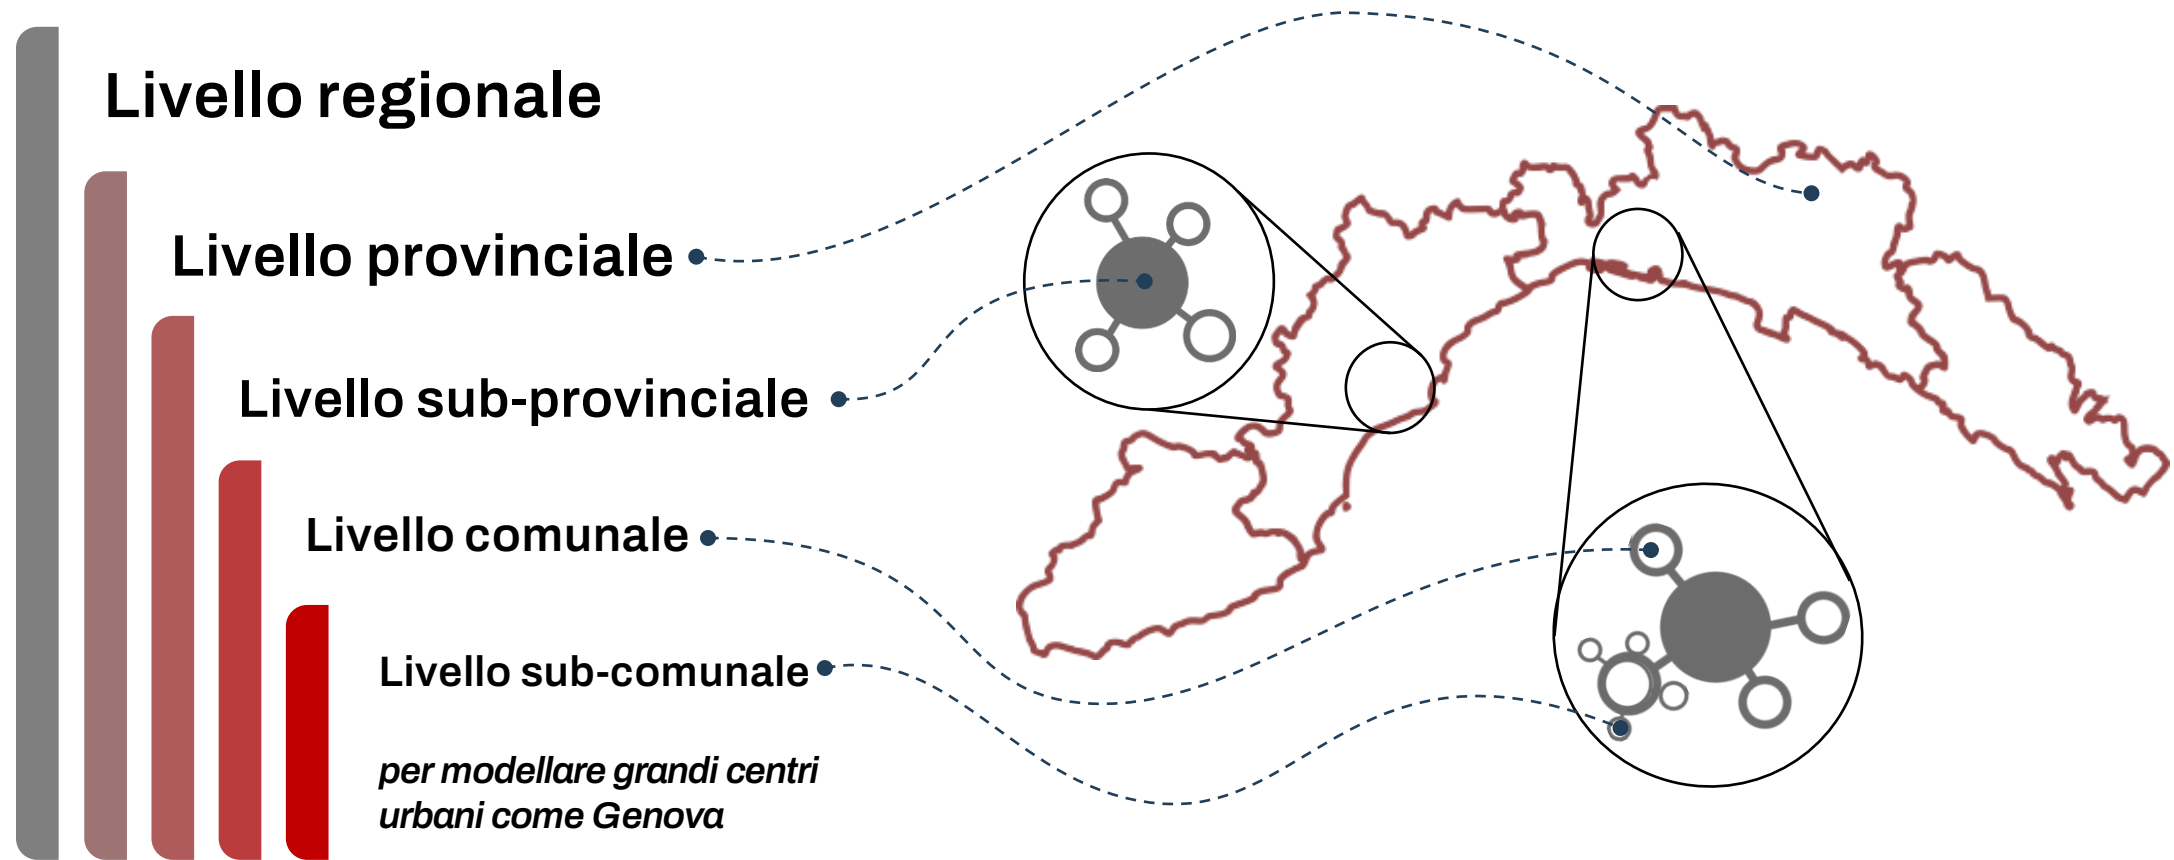 Livello regionale
Livello provinciale
Livello sub-provinciale
Livello comunale
Livello sub-comunale
per modellare grandi centri
urbani come Genova